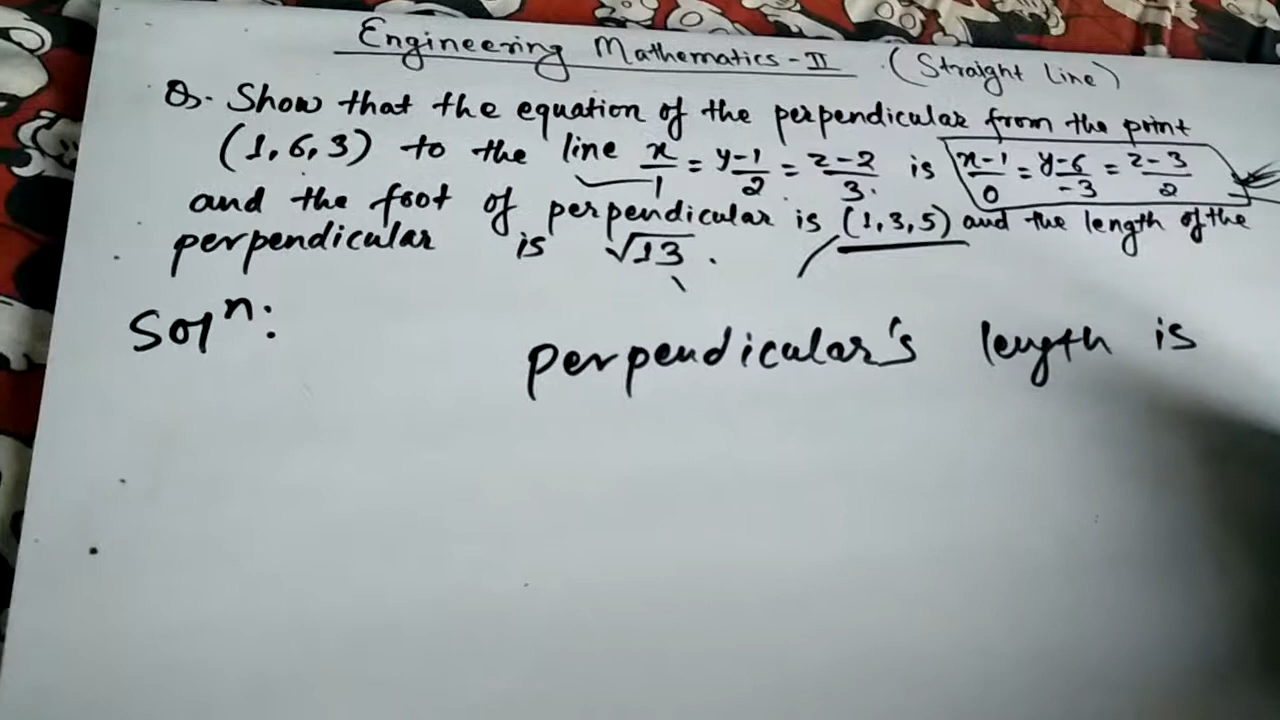 Engineering Mathematics-II (Straight Line)
Q. Show that the equation of the perpendicular from the point
(1,6,3) to the line x/1 = y-1/2 = z-2/3. is x-1/0 = y-6/-3 = z-3/2
and the foot of perpendicular is (1,3,5) and the length of the
perpendicular is √13.
Solⁿ: perpendicular's length is